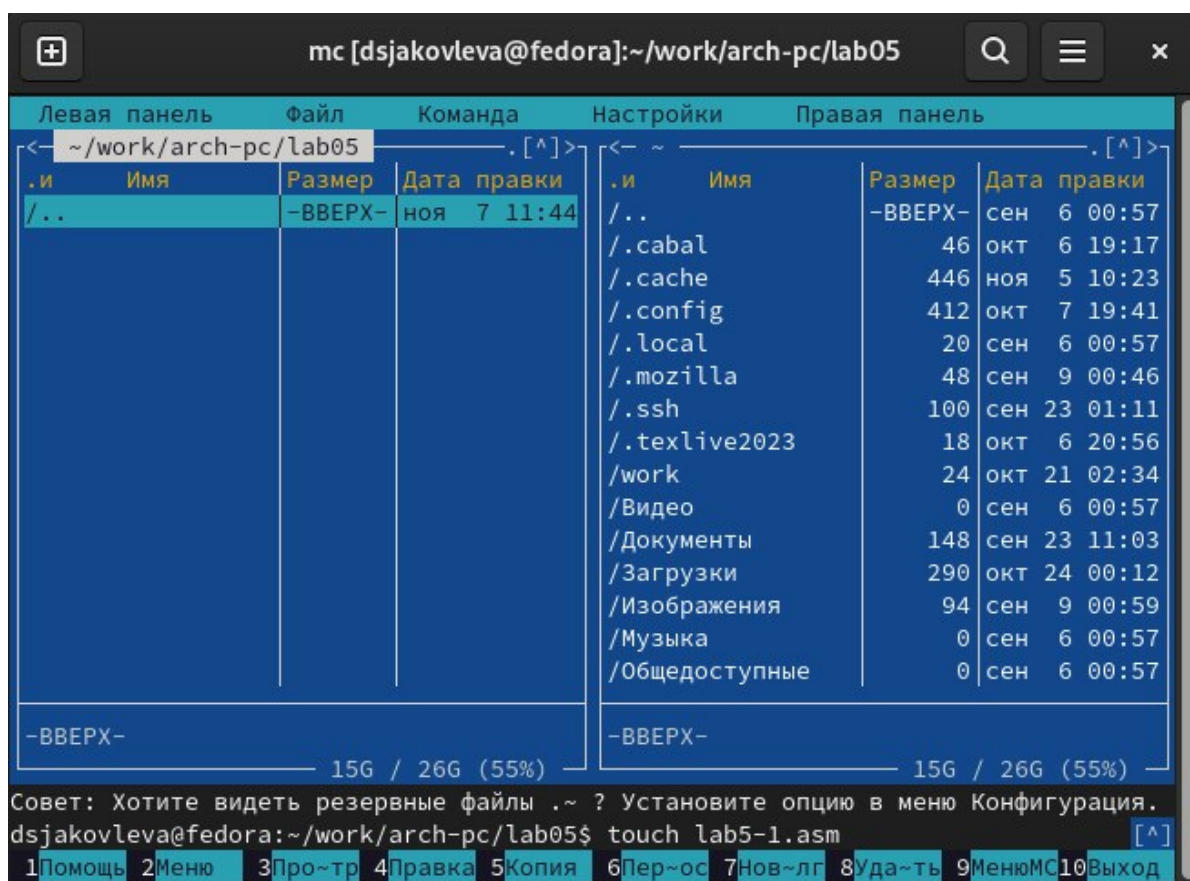 mc [dsjakovleva@fedora]:~/work/arch-pc/lab05
Левая панель Файл Команда Настройки Правая панель
<— ~/work/arch-pc/lab05 .[^]> <— ~ .[^]>
.и Имя Размер Дата правки .и Имя Размер Дата правки
/.. -ВВЕРХ- ноя 7 11:44 /.. -ВВЕРХ- сен 6 00:57
/.cabal 46 окт 6 19:17
/.cache 446 ноя 5 10:23
/.config 412 окт 7 19:41
/.local 20 сен 6 00:57
/.mozilla 48 сен 9 00:46
/.ssh 100 сен 23 01:11
/.texlive2023 18 окт 6 20:56
/work 24 окт 21 02:34
/Видео 0 сен 6 00:57
/Документы 148 сен 23 11:03
/Загрузки 290 окт 24 00:12
/Изображения 94 сен 9 00:59
/Музыка 0 сен 6 00:57
/Общедоступные 0 сен 6 00:57
-ВВЕРХ- -ВВЕРХ-
15G / 26G (55%) 15G / 26G (55%)
Совет: Хотите видеть резервные файлы .~ ? Установите опцию в меню Конфигурация.
dsjakovleva@fedora:~/work/arch-pc/lab05$ touch lab5-1.asm [^]
1Помощь 2Меню 3Про~тр 4Правка 5Копия 6Пер~ос 7Нов~лг 8Уда~ть 9МенюМС 10Выход